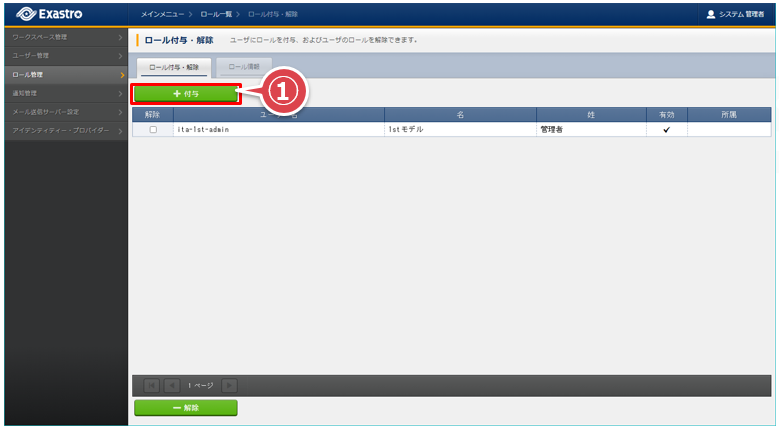 Exastro
メインメニュー > ロール一覧 > ロール付与・解除
システム 管理者
ワークスペース管理
ユーザー管理
ロール管理
通知管理
メール送信サーバー設定
アイデンティティー・プロバイダー
ロール付与・解除
ユーザにロールを付与、およびユーザのロールを解除できます。
ロール付与・解除
ロール情報
+ 付与
1
解除 名 姓 有効 所属
ita-1st-admin 1stモデル 管理者 ✓
1 ページ
− 解除